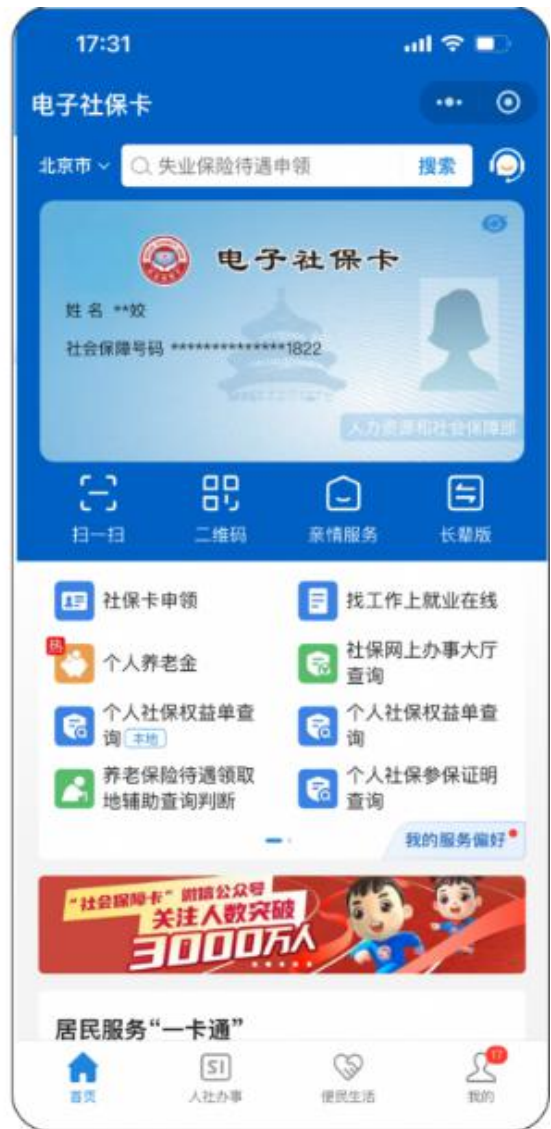 17:31
电子社保卡
北京市
失业保险待遇申领
搜索
电子社保卡
姓名 **姣
社会保障号码 **************1822
人力资源和社会保障部
扫一扫
二维码
亲情服务
长辈版
社保卡申领
找工作上就业在线
热
个人养老金
社保网上办事大厅
查询
个人社保权益单查
询 本地
个人社保权益单查
询
养老保险待遇领取
地辅助查询判断
个人社保参保证明
查询
我的服务偏好
“社会保障卡”微信公众号
关注人数突破
3000万人
居民服务“一卡通”
首页
SI
人社办事
便民生活
17
我的